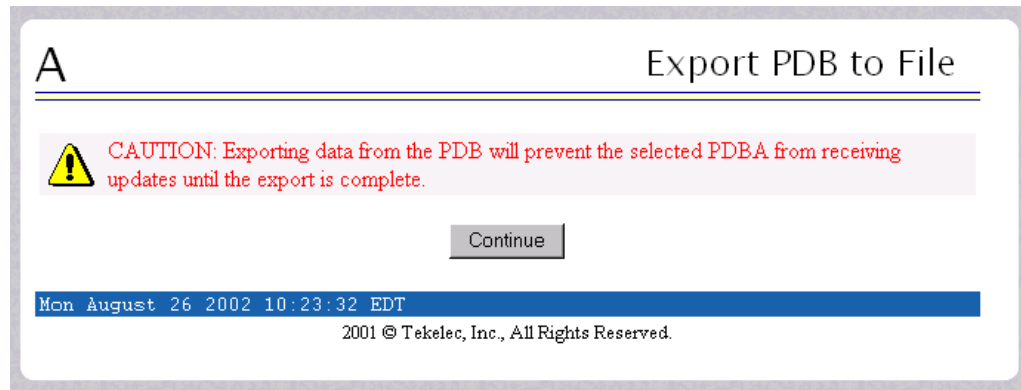 A
Export PDB to File
CAUTION: Exporting data from the PDB will prevent the selected PDBA from receiving
updates until the export is complete.
Continue
Mon August 26 2002 10:23:32 EDT
2001 © Tekelec, Inc., All Rights Reserved.